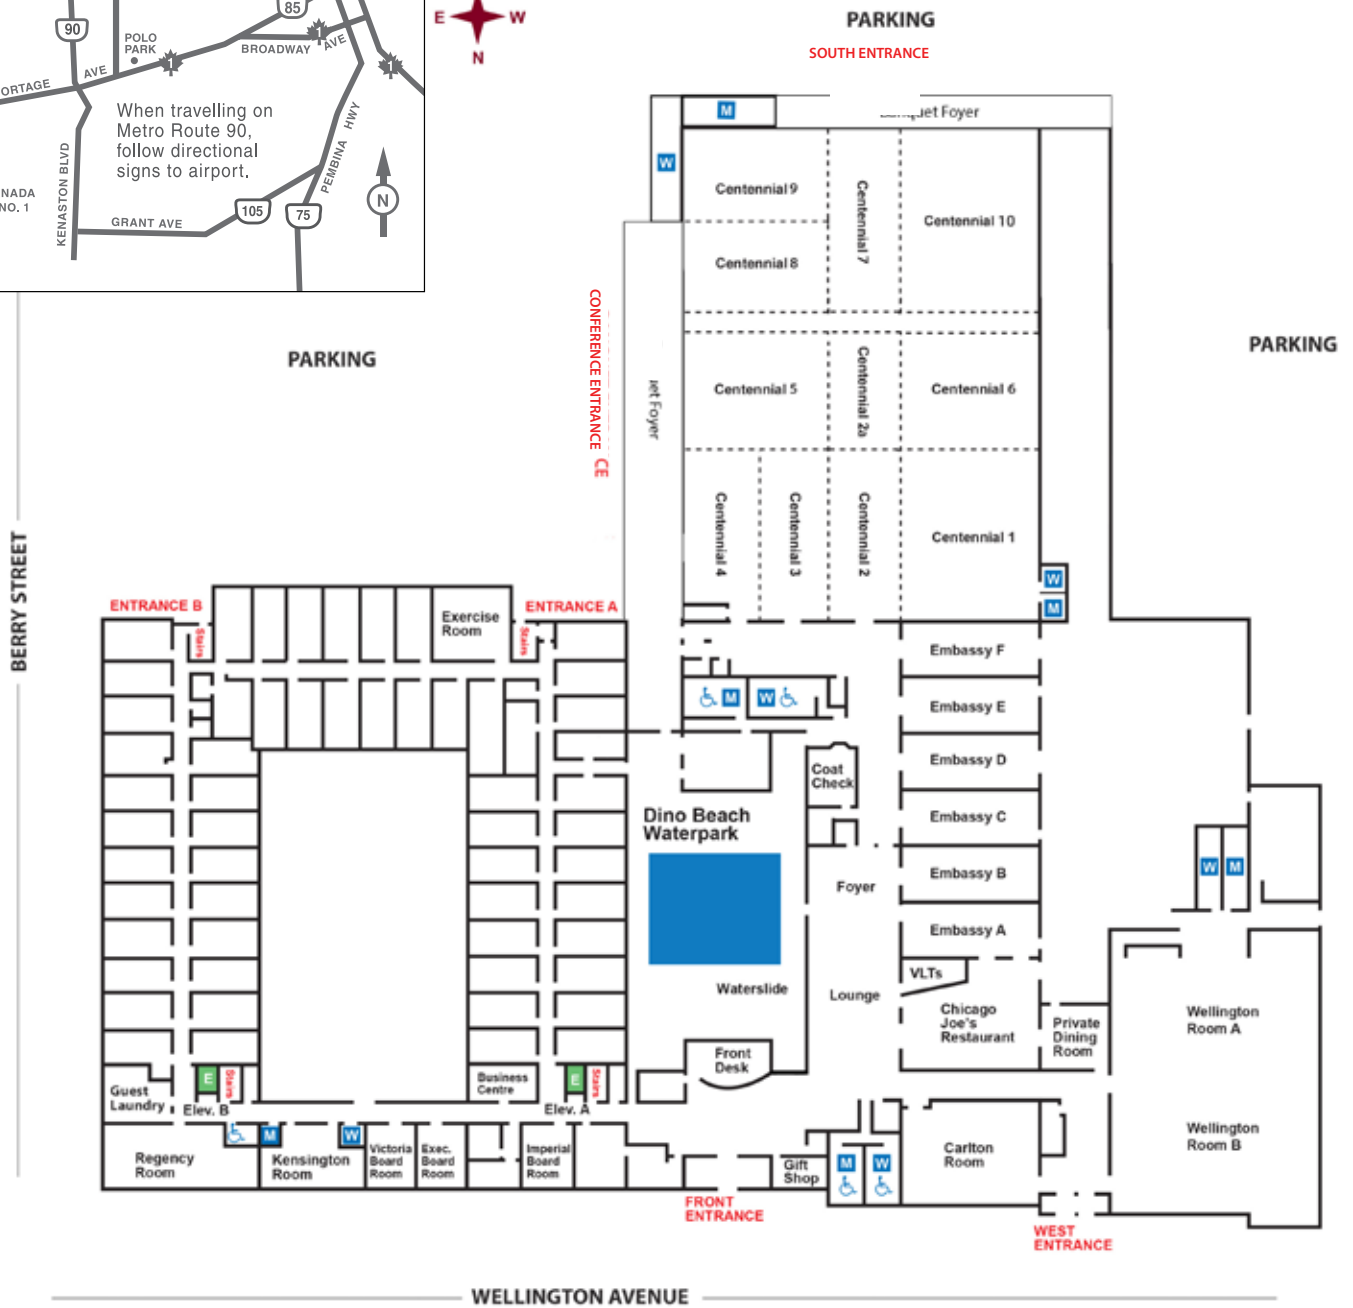 90
85
POLO
PARK
1
BROADWAY AVE
1
1
ORTAGE AVE
When travelling on
Metro Route 90,
follow directional
signs to airport.
KENASTON BLVD
PEMBINA HWY
NADA
NO. 1
GRANT AVE
105
75
N
E W
N
PARKING
SOUTH ENTRANCE
M
uet Foyer
W
Centennial 9
Centennial 7
Centennial 10
Centennial 8
CONFERENCE ENTRANCE
CE
uet Foyer
PARKING
PARKING
Centennial 5
Centennial 2a
Centennial 6
Centennial 4
Centennial 3
Centennial 2
Centennial 1
W
M
BERRY STREET
ENTRANCE B
Stairs
Exercise
Room
ENTRANCE A
Stairs
Embassy F
M
W
Embassy E
Embassy D
Coat
Check
Embassy C
Dino Beach
Waterpark
Embassy B
Foyer
W
M
Embassy A
VLTs
Waterslide
Lounge
Chicago
Joe's
Restaurant
Private
Dining
Room
Wellington
Room A
Front
Desk
Guest
Laundry
E
Stairs
Elev. B
Business
Centre
E
Stairs
Elev. A
Regency
Room
M
W
Kensington
Room
Victoria
Board
Room
Exec.
Board
Room
Imperial
Board
Room
Gift
Shop
M
W
Carlton
Room
Wellington
Room B
FRONT
ENTRANCE
WEST
ENTRANCE
WELLINGTON AVENUE